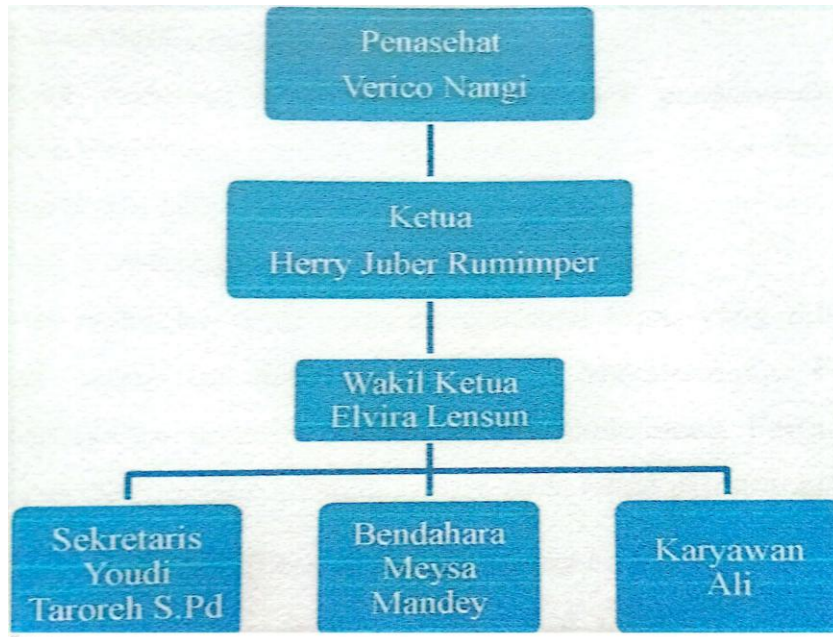 Penasehat
Verico Nangi
Ketua
Herry Juber Rumimper
Wakil Ketua
Elvira Lensun
Sekretaris
Youdi
Taroreh S.Pd
Bendahara
Meysa
Mandey
Karyawan
Ali